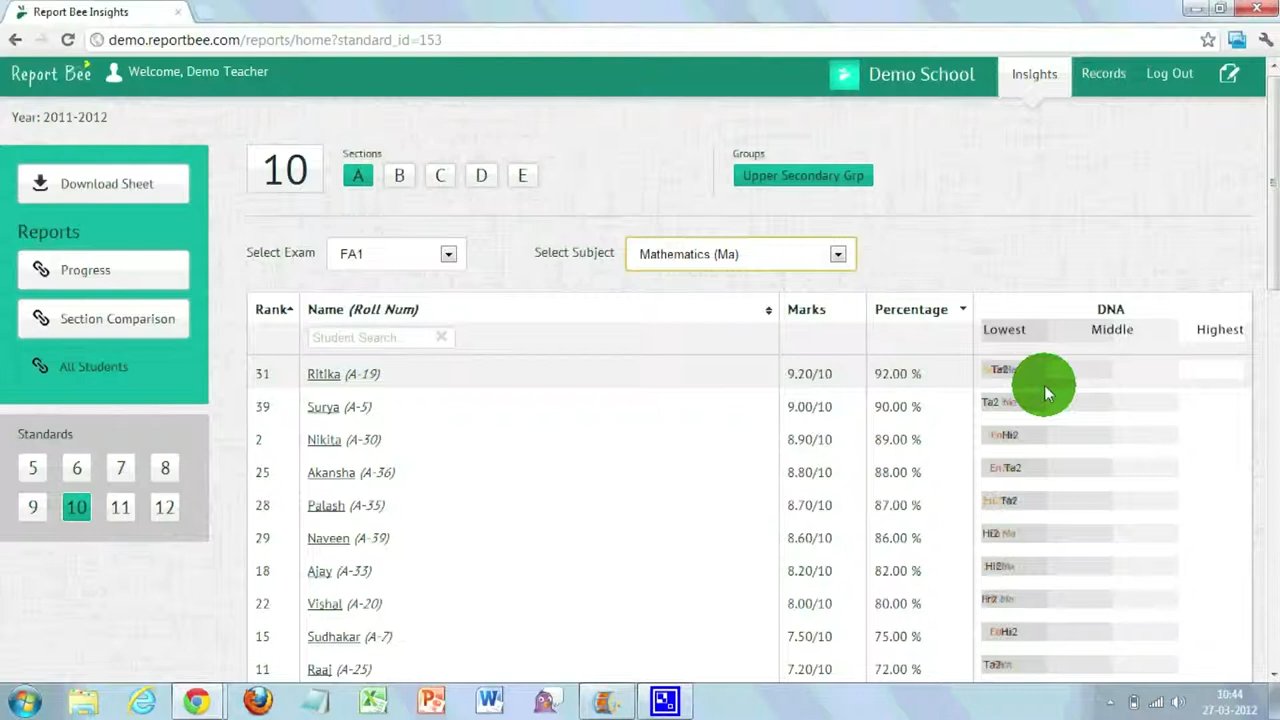 Report Bee Insights
demo.reportbee.com/reports/home?standard_id=153
Report Bee
Welcome, Demo Teacher
Demo School
Insights
Records
Log Out
Year: 2011-2012
Download Sheet
Reports
Progress
Section Comparison
All Students
Standards
5 6 7 8
9 10 11 12
10
Sections
A B C D E
Groups
Upper Secondary Grp
Select Exam
FA1
Select Subject
Mathematics (Ma)
Rank
Name (Roll Num)
Marks
Percentage
DNA
Student Search...
Lowest Middle Highest
31 Ritika (A-19) 9.20/10 92.00 %
39 Surya (A-5) 9.00/10 90.00 % Ta2
2 Nikita (A-30) 8.90/10 89.00 % Hi2
25 Akansha (A-36) 8.80/10 88.00 % Ta2
28 Palash (A-35) 8.70/10 87.00 % Ta2
29 Naveen (A-39) 8.60/10 86.00 % Hi2
18 Ajay (A-33) 8.20/10 82.00 %
22 Vishal (A-20) 8.00/10 80.00 %
15 Sudhakar (A-7) 7.50/10 75.00 % Hi2
11 Raaj (A-25) 7.20/10 72.00 %
10:44
27-03-2012